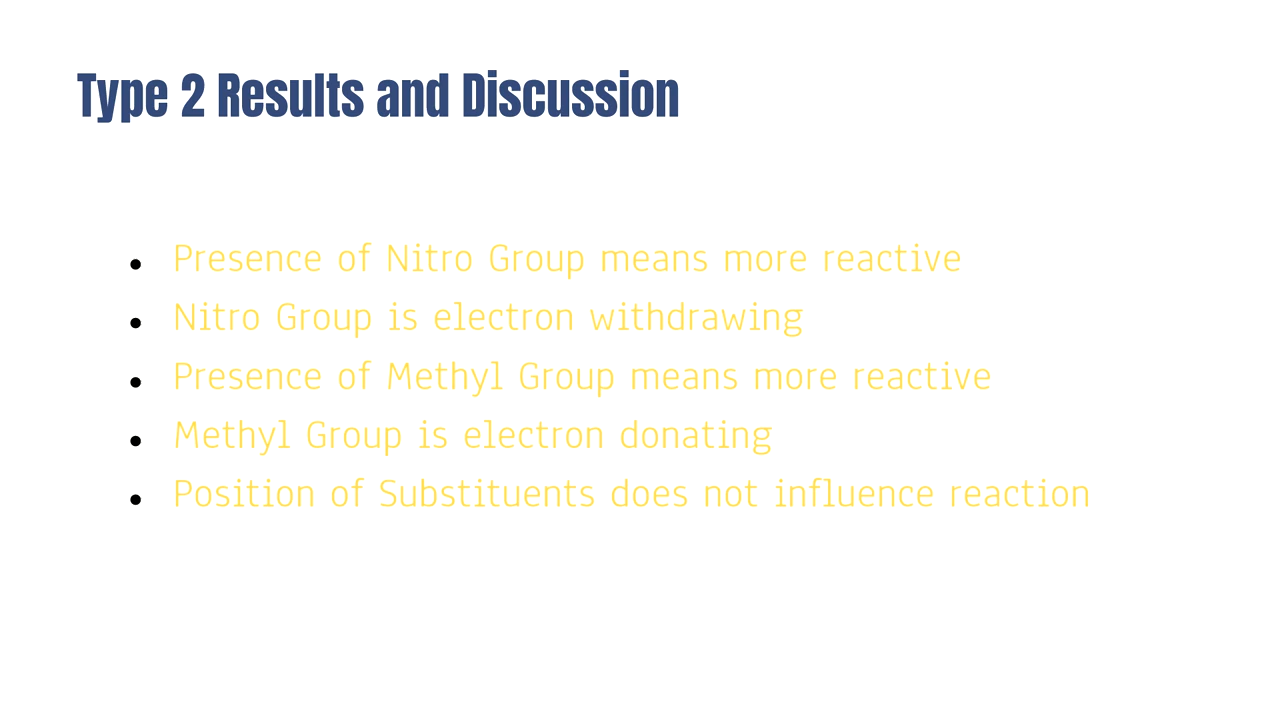 Type 2 Results and Discussion
• Presence of Nitro Group means more reactive
• Nitro Group is electron withdrawing
• Presence of Methyl Group means more reactive
• Methyl Group is electron donating
• Position of Substituents does not influence reaction